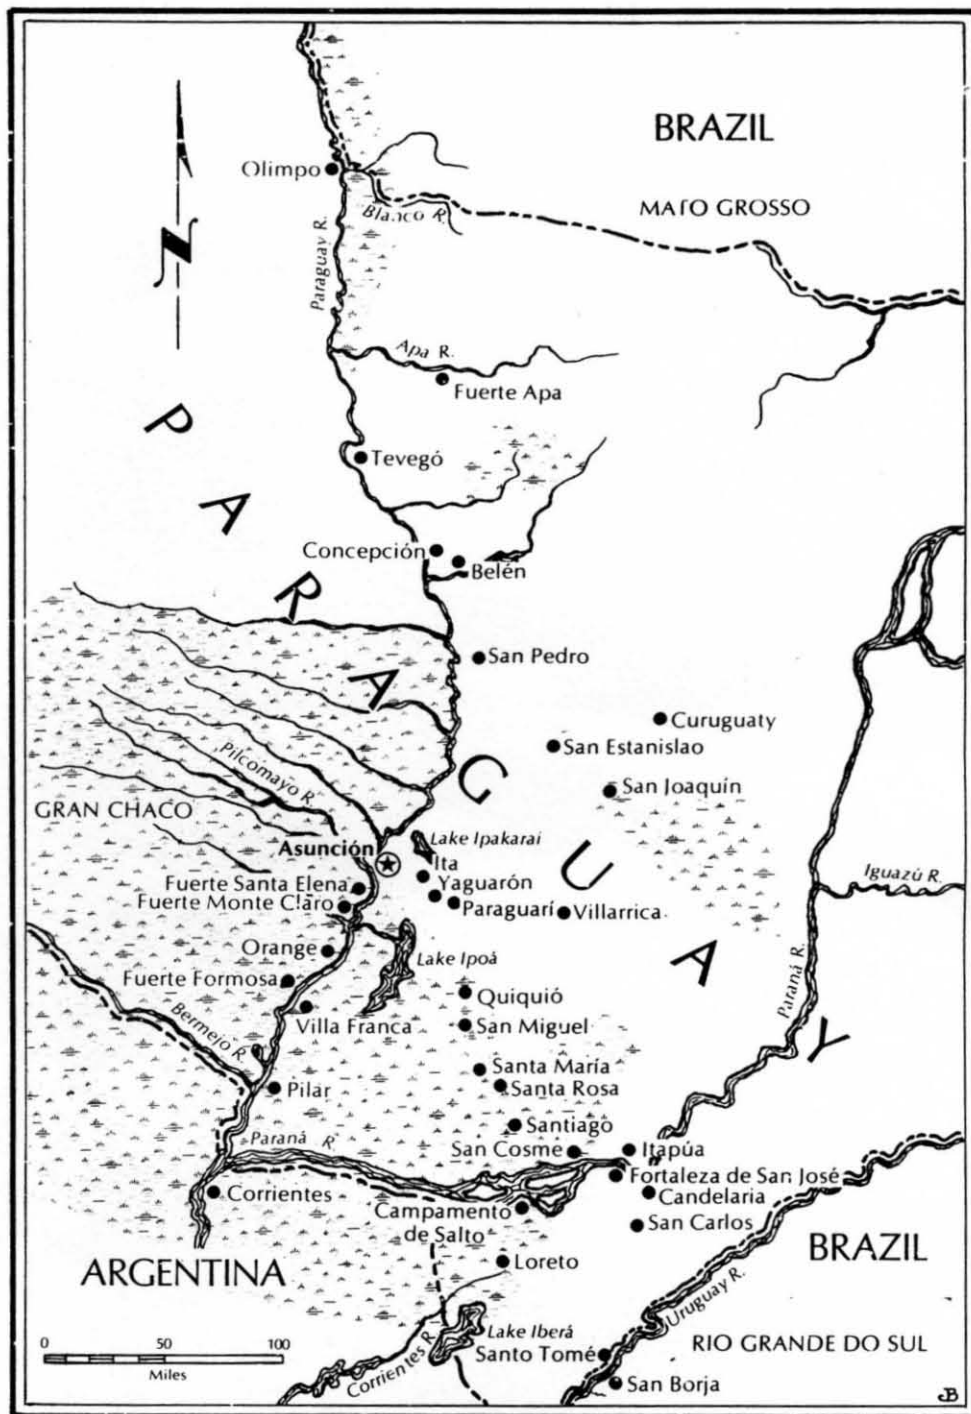 BRAZIL
Olimpo
MATO GROSSO
Blanco R.
Paraguay R.
N
Apa R.
Fuerte Apa
Tevegó
Concepción
Belén
San Pedro
Curuguaty
San Estanislao
Pilcomayo R.
San Joaquín
GRAN CHACO
Lake Ipakarai
Asunción
Ita
Iguazú R.
Fuerte Santa Elena
Yaguarón
Fuerte Monte Claro
Paraguarí
Villarrica
PARAGUAY
Orange
Lake Ipoá
Fuerte Formosa
Paraná R.
Quiquió
Villa Franca
San Miguel
Bermejo R.
Santa María
Pilar
Santa Rosa
Santiago
Paraná R
San Cosme
Itapúa
Fortaleza de San José
Corrientes
Candelaria
Campamento
de Salto
San Carlos
BRAZIL
Loreto
ARGENTINA
Uruguay R.
Lake Iberá
RIO GRANDE DO SUL
Santo Tomé
Corrientes R.
San Borja
0 50 100
Miles
JB